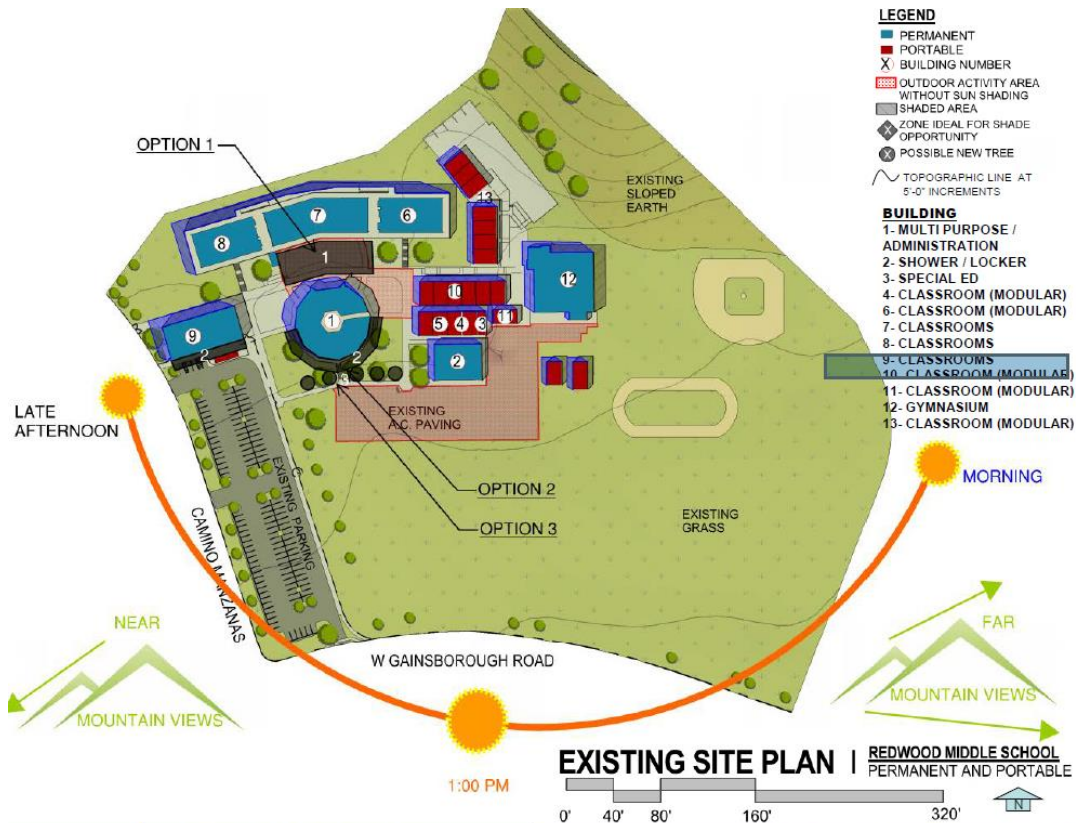 LEGEND
PERMANENT
PORTABLE
X BUILDING NUMBER
OUTDOOR ACTIVITY AREA
WITHOUT SUN SHADING
SHADED AREA
X ZONE IDEAL FOR SHADE
OPPORTUNITY
X POSSIBLE NEW TREE
TOPOGRAPHIC LINE AT
5'-0" INCREMENTS
BUILDING
1- MULTI PURPOSE /
ADMINISTRATION
2- SHOWER / LOCKER
3- SPECIAL ED
4- CLASSROOM (MODULAR)
6- CLASSROOM (MODULAR)
7- CLASSROOMS
8- CLASSROOMS
9- CLASSROOMS
10- CLASSROOM (MODULAR)
11- CLASSROOM (MODULAR)
12- GYMNASIUM
13- CLASSROOM (MODULAR)
OPTION 1
EXISTING
SLOPED
EARTH
13
7
6
8
1
12
10
1
5 4 3
11
9
2
2
2
3
EXISTING
A.C. PAVING
LATE
AFTERNOON
MORNING
EXISTING PARKING
OPTION 2
OPTION 3
EXISTING
GRASS
CAMINO MANZANAS
NEAR
MOUNTAIN VIEWS
W GAINSBOROUGH ROAD
FAR
MOUNTAIN VIEWS
1:00 PM
EXISTING SITE PLAN | REDWOOD MIDDLE SCHOOL
PERMANENT AND PORTABLE
0' 40' 80' 160' 320'
N